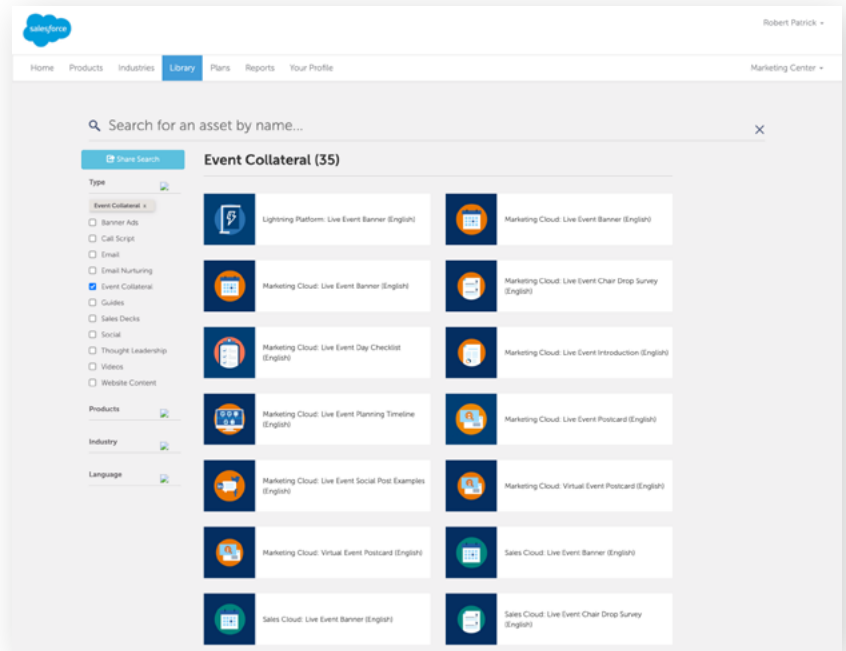 salesforce
Robert Patrick
Home Products Industries Library Plans Reports Your Profile
Marketing Center
Search for an asset by name...
Share Search
Type
Event Collateral x
Banner Ads
Call Script
Email
Email Nurturing
Event Collateral
Guides
Sales Decks
Social
Thought Leadership
Videos
Website Content
Products
Industry
Language
Event Collateral (35)
Lightning Platform: Live Event Banner (English)
Marketing Cloud: Live Event Banner (English)
Marketing Cloud: Live Event Banner (English)
Marketing Cloud: Live Event Chair Drop Survey
(English)
Marketing Cloud: Live Event Day Checklist
(English)
Marketing Cloud: Live Event Introduction (English)
Marketing Cloud: Live Event Planning Timeline
(English)
Marketing Cloud: Live Event Postcard (English)
Marketing Cloud: Live Event Social Post Examples
(English)
Marketing Cloud: Virtual Event Postcard (English)
Marketing Cloud: Virtual Event Postcard (English)
Sales Cloud: Live Event Banner (English)
Sales Cloud: Live Event Banner (English)
Sales Cloud: Live Event Chair Drop Survey
(English)